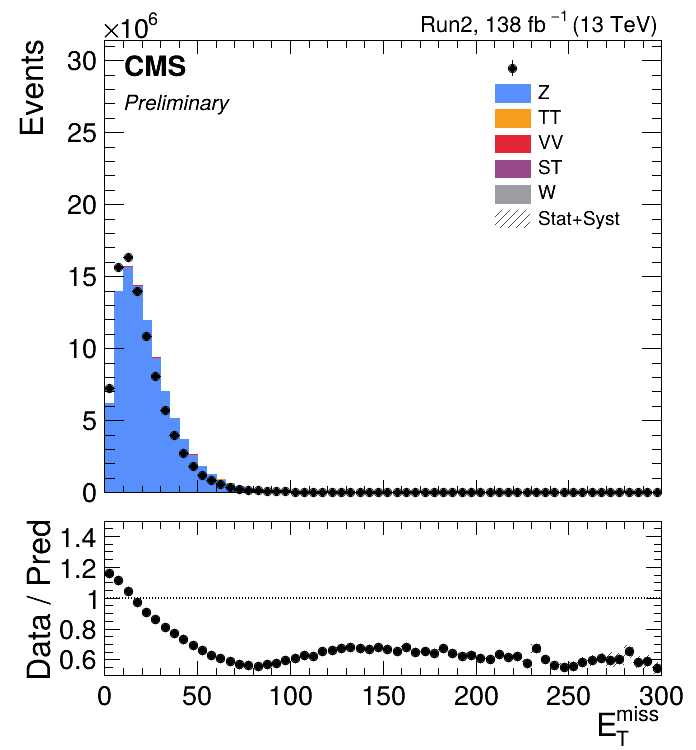 ×10⁶
Run2, 138 fb⁻¹ (13 TeV)
Events
CMS
Preliminary
Z
TT
VV
ST
W
Stat+Syst
30
25
20
15
10
5
0
Data / Pred
1.4
1.2
1
0.8
0.6
0 50 100 150 200 250 300
E_T^miss